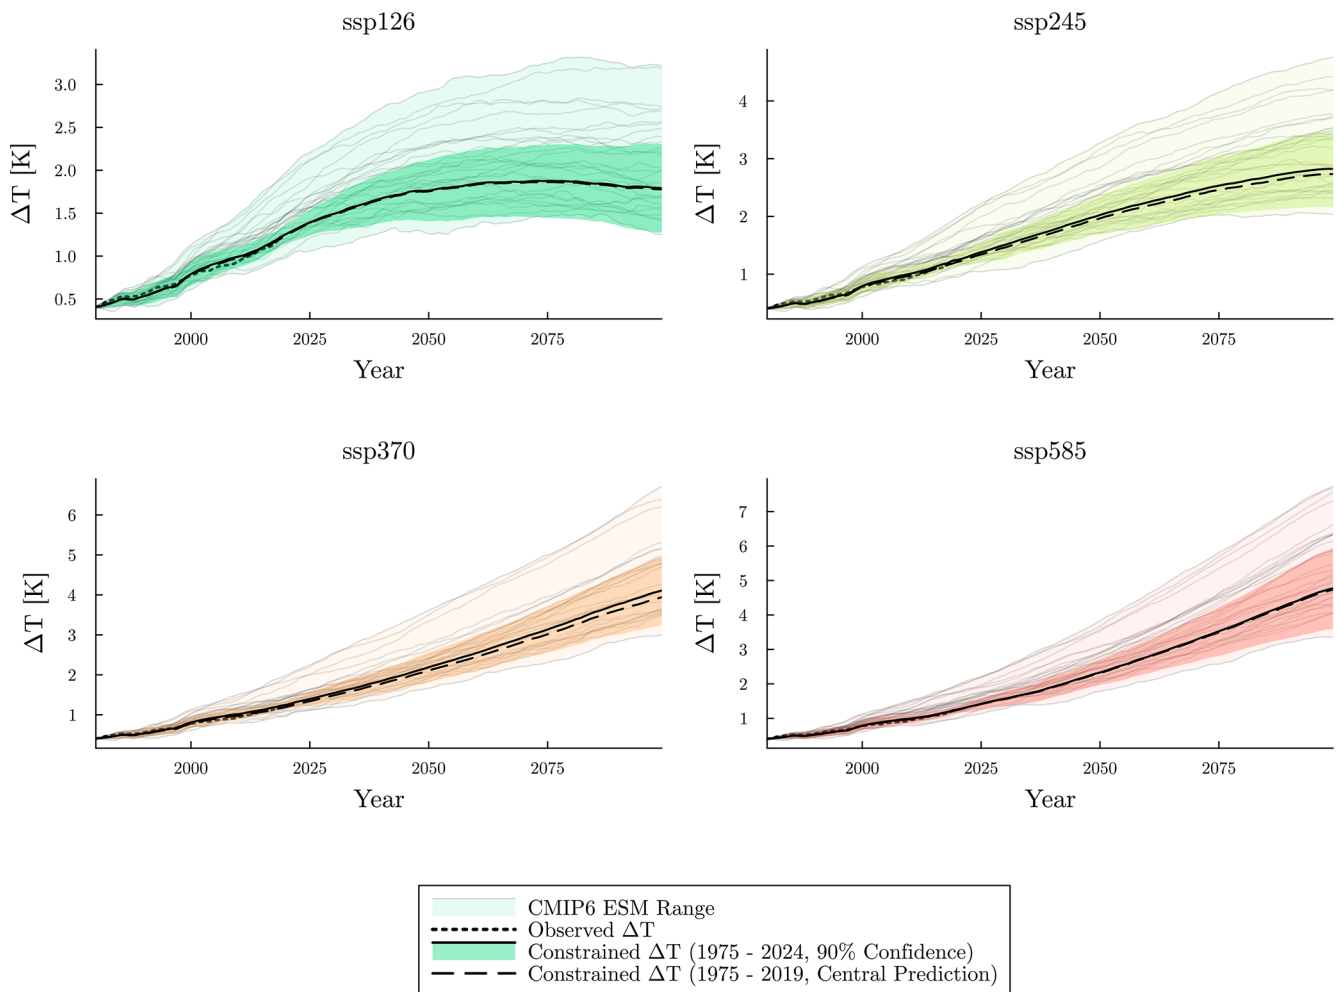 ssp126
3.0
2.5
2.0
1.5
1.0
0.5
ΔT [K]
2000 2025 2050 2075
Year
ssp245
4
3
2
1
ΔT [K]
2000 2025 2050 2075
Year
ssp370
6
5
4
3
2
1
ΔT [K]
2000 2025 2050 2075
Year
ssp585
7
6
5
4
3
2
1
ΔT [K]
2000 2025 2050 2075
Year
CMIP6 ESM Range
Observed ΔT
Constrained ΔT (1975 - 2024, 90% Confidence)
Constrained ΔT (1975 - 2019, Central Prediction)